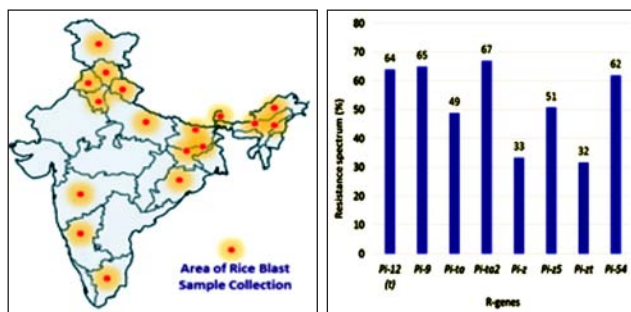 Area of Rice Blast
Sample Collection
Resistance spectrum (%)
80
70
60
50
40
30
20
10
0
64
65
49
67
33
51
32
62
Pi-12
(t)
Pi-9
Pi-ta
Pi-ta2
Pi-z
Pi-z5
Pi-zt
Pi-54
R-genes